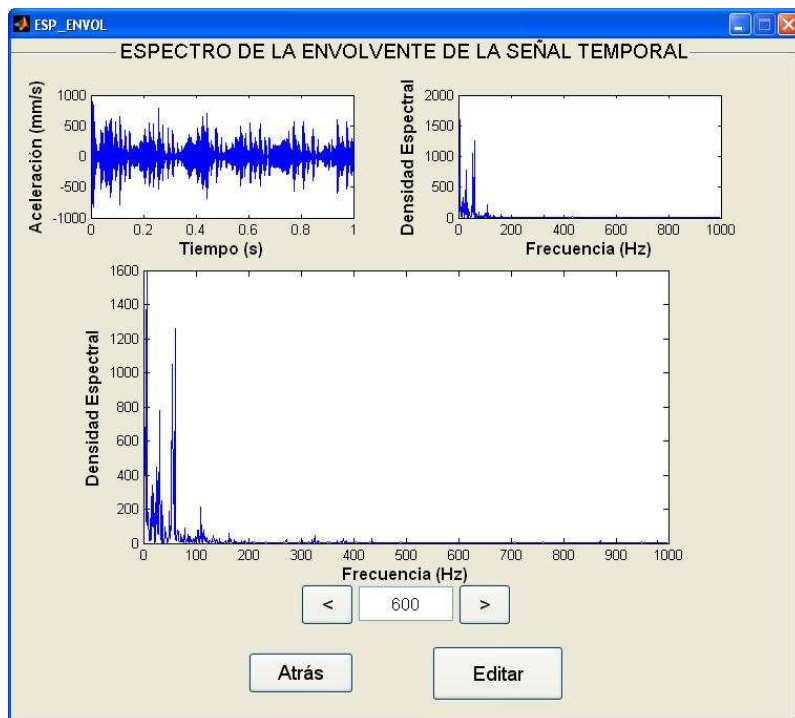 ESP_ENVOL
ESPECTRO DE LA ENVOLVENTE DE LA SEÑAL TEMPORAL
Aceleración (mm/s)
1000
500
0
-500
-1000
0 0.2 0.4 0.6 0.8 1
Tiempo (s)
Densidad Espectral
2000
1500
1000
500
0
0 200 400 600 800 1000
Frecuencia (Hz)
Densidad Espectral
1600
1400
1200
1000
800
600
400
200
0
0 100 200 300 400 500 600 700 800 900 1000
Frecuencia (Hz)
< 600 >
Atrás Editar